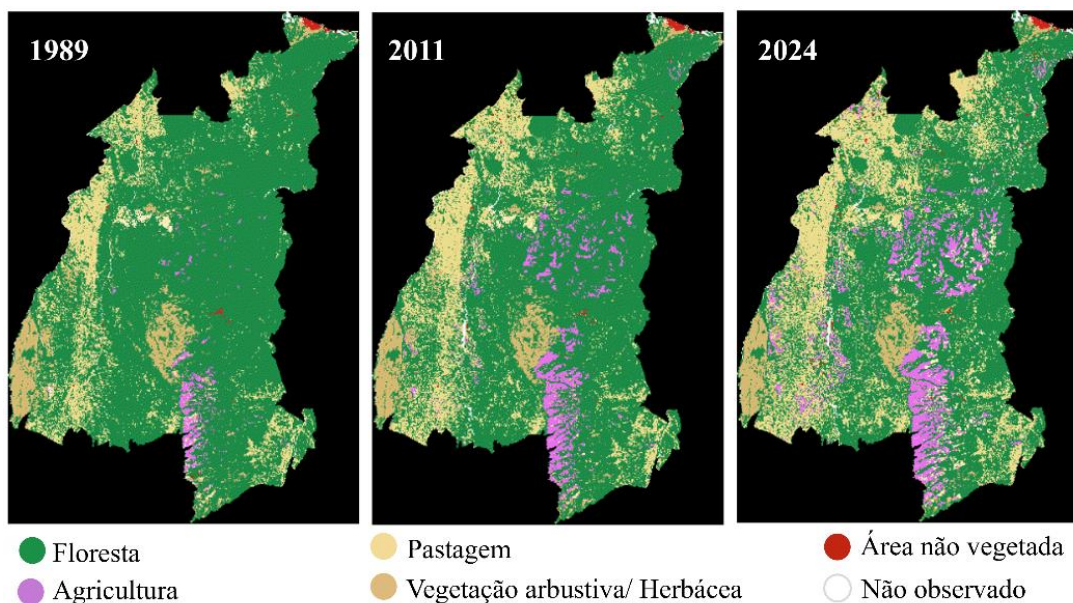 1989
2011
2024
Floresta
Pastagem
Área não vegetada
Agricultura
Vegetação arbustiva/ Herbácea
Não observado